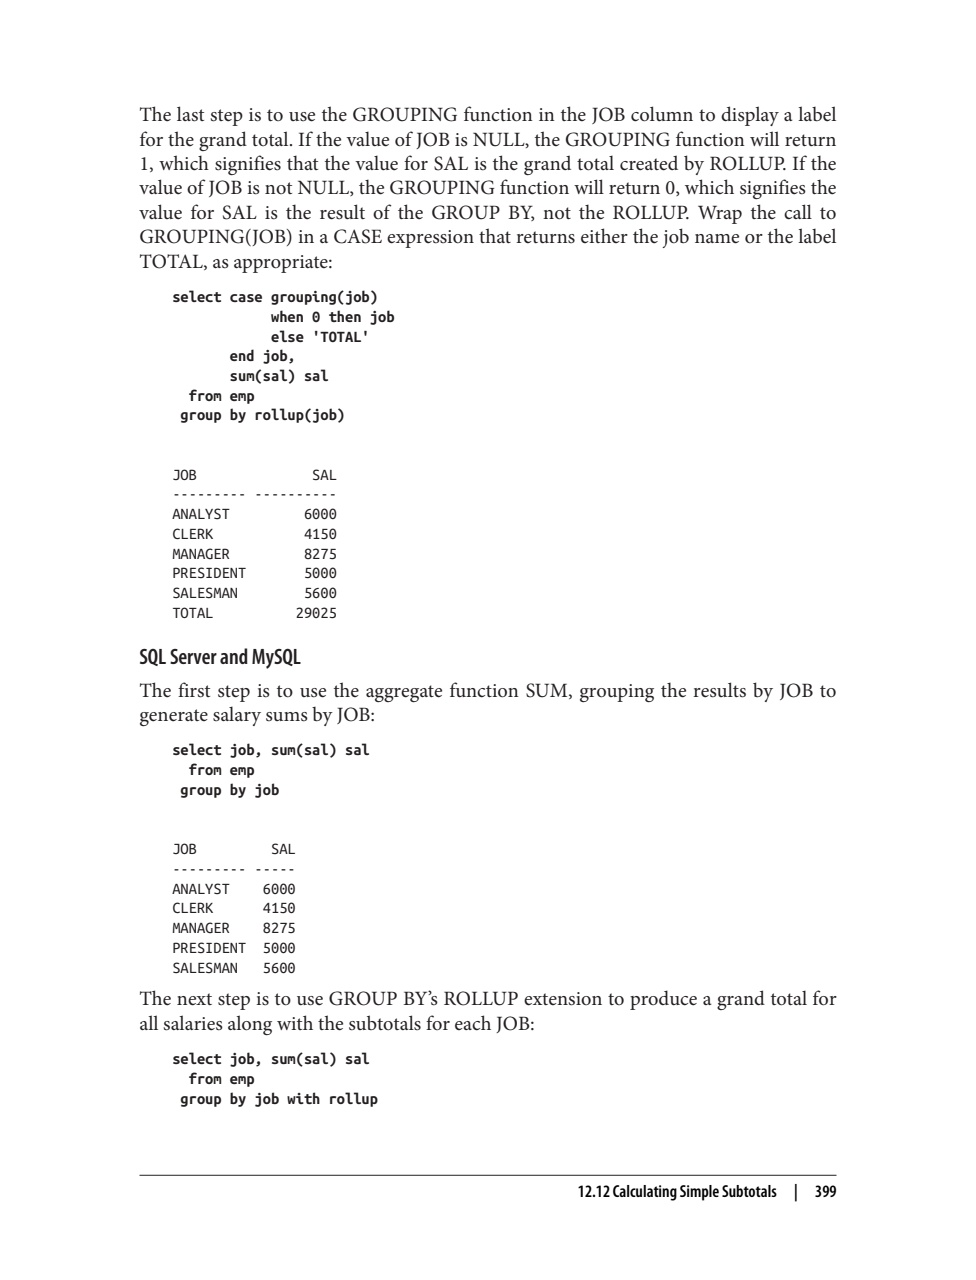 The last step is to use the GROUPING function in the JOB column to display a label
for the grand total. If the value of JOB is NULL, the GROUPING function will return
1, which signifies that the value for SAL is the grand total created by ROLLUP. If the
value of JOB is not NULL, the GROUPING function will return 0, which signifies the
value for SAL is the result of the GROUP BY, not the ROLLUP. Wrap the call to
GROUPING(JOB) in a CASE expression that returns either the job name or the label
TOTAL, as appropriate:
select case grouping(job)
            when 0 then job
            else 'TOTAL'
       end job,
       sum(sal) sal
  from emp
 group by rollup(job)
JOB              SAL
--------- ----------
ANALYST         6000
CLERK           4150
MANAGER         8275
PRESIDENT       5000
SALESMAN        5600
TOTAL          29025
SQL Server and MySQL
The first step is to use the aggregate function SUM, grouping the results by JOB to
generate salary sums by JOB:
select job, sum(sal) sal
  from emp
 group by job
JOB         SAL
--------- -----
ANALYST    6000
CLERK      4150
MANAGER    8275
PRESIDENT  5000
SALESMAN   5600
The next step is to use GROUP BY’s ROLLUP extension to produce a grand total for
all salaries along with the subtotals for each JOB:
select job, sum(sal) sal
  from emp
 group by job with rollup
12.12 Calculating Simple Subtotals | 399